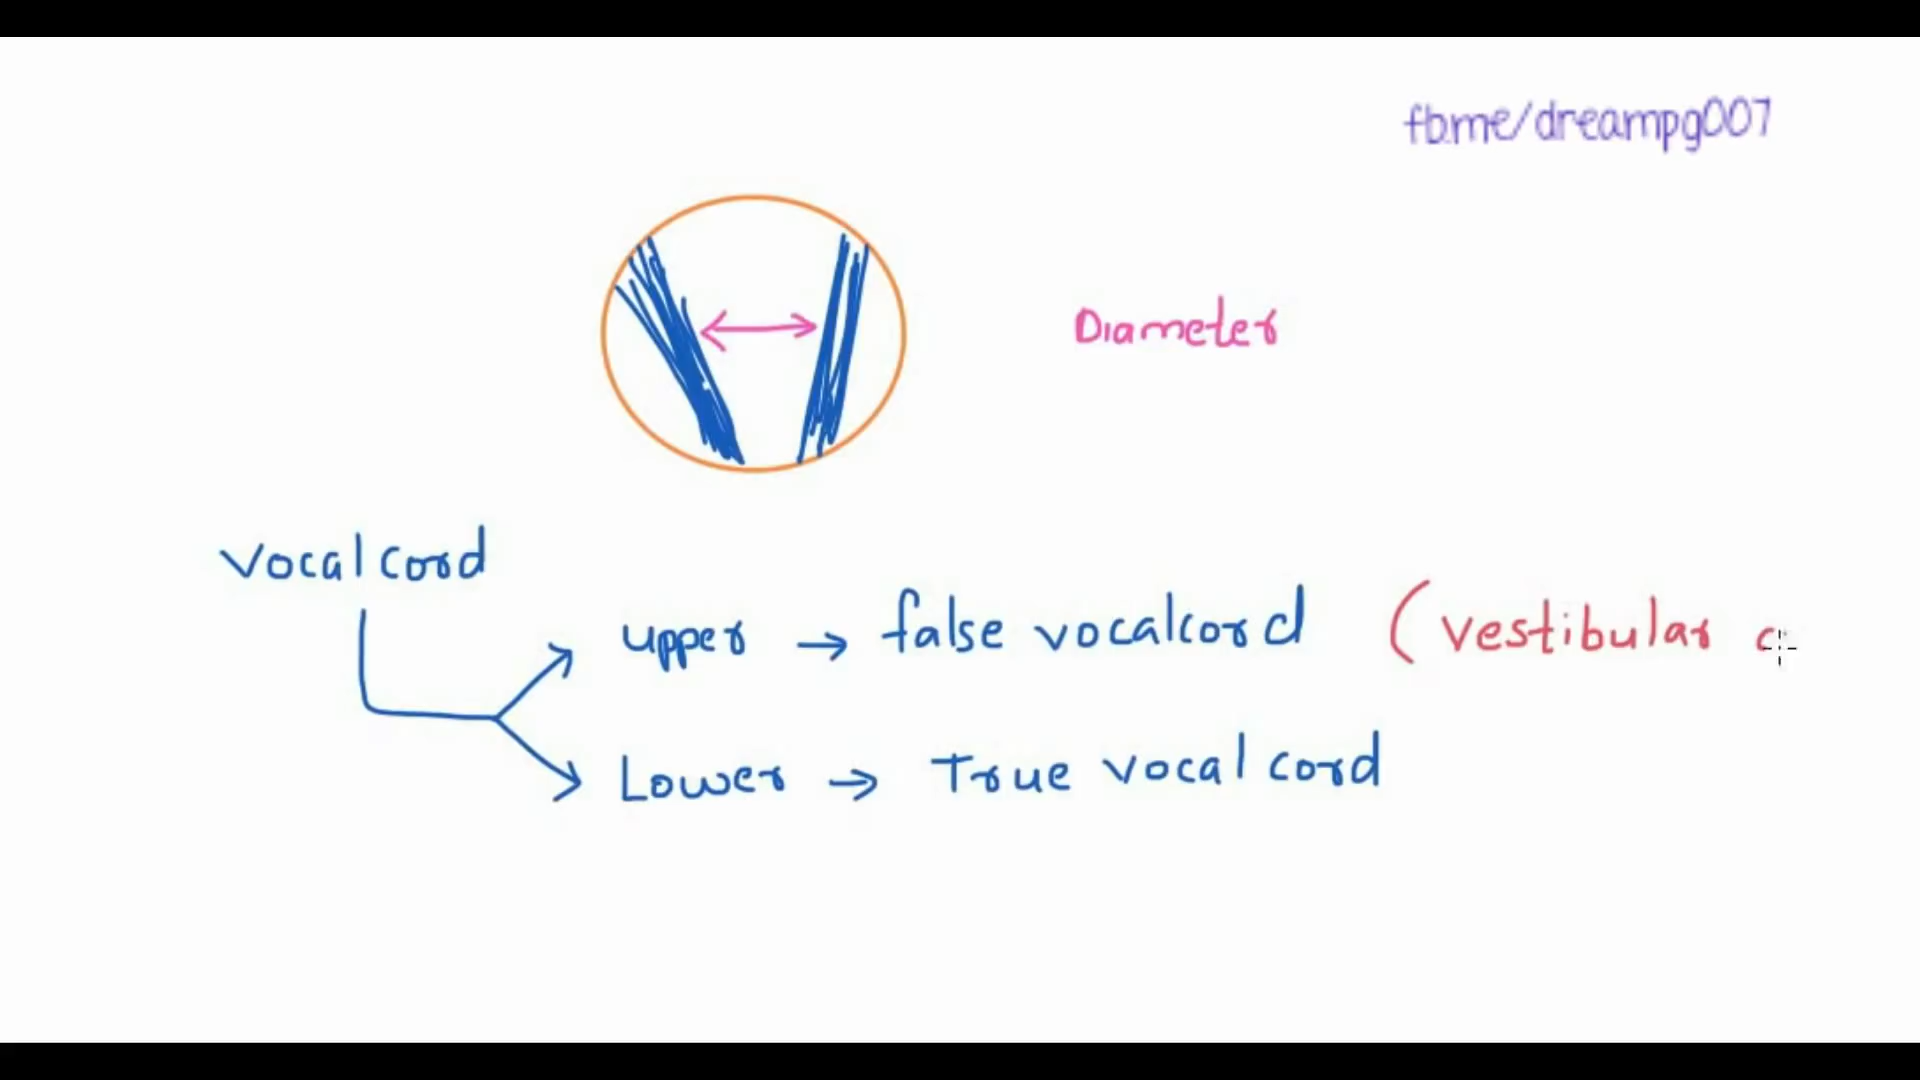 fb.me/dreampg007
Diameter
vocal cord
upper → false vocalcord (vestibular c
Lower → True vocal cord